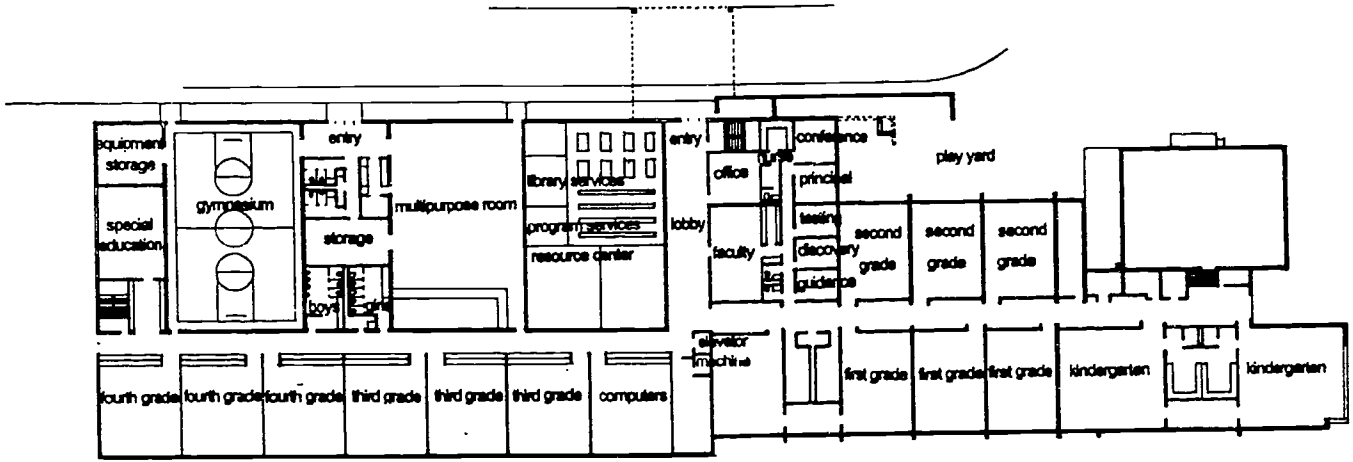 entry
entry
conference
equipment
storage
nurse
play yard
office
library services
principal
gymnasium
multipurpose room
special
education
lobby
testing
program services
second
grade
second
grade
second
grade
storage
faculty
discovery
resource center
guidance
boys
girls
elevator
machine
first grade
first grade
first grade
kindergarten
kindergarten
fourth grade
fourth grade
fourth grade
third grade
third grade
third grade
computers